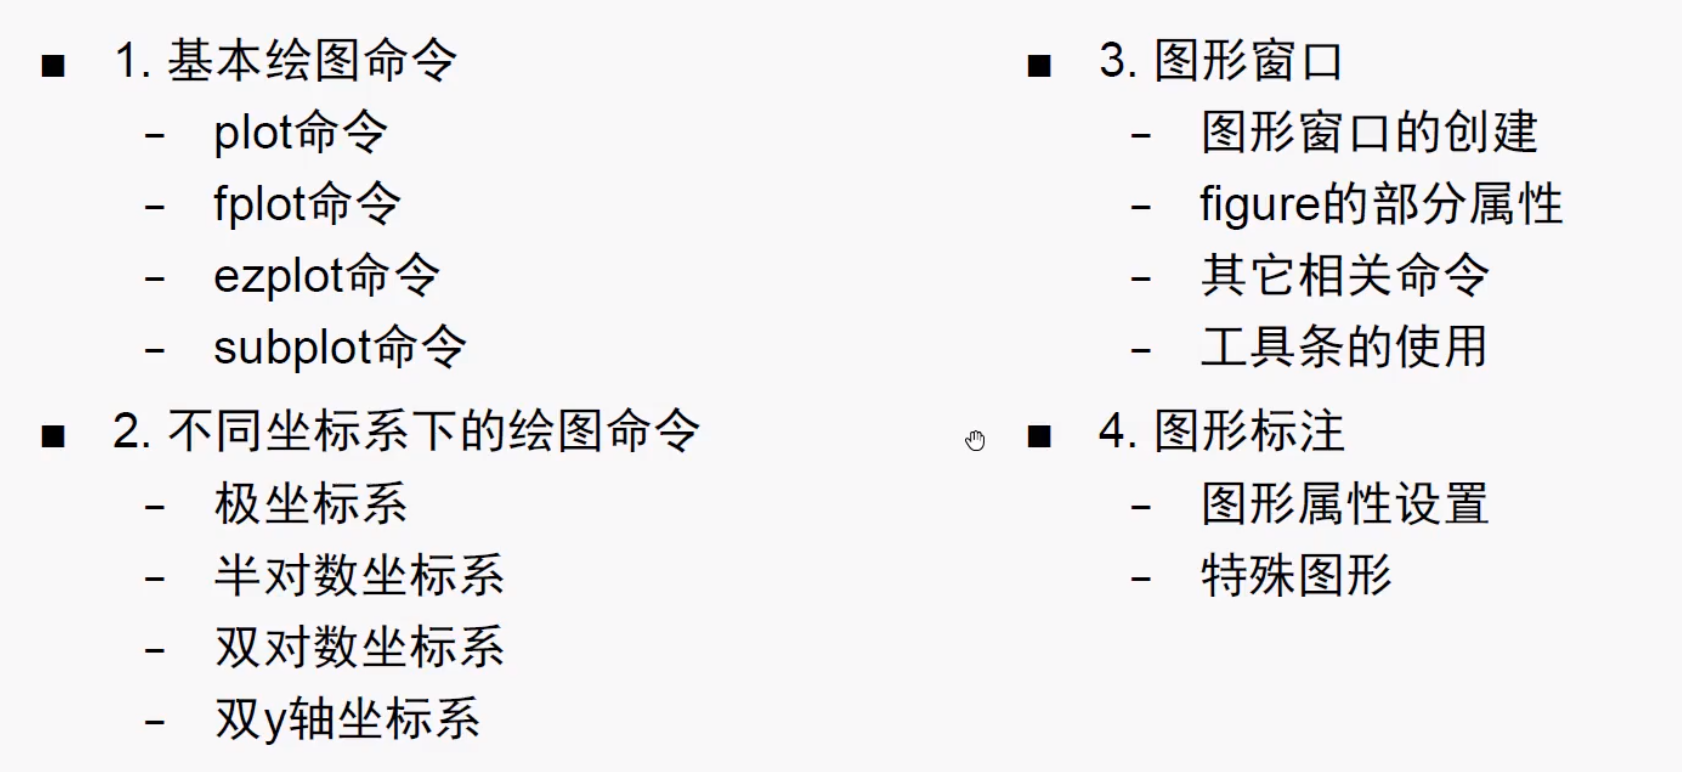 ■ 1. 基本绘图命令
– plot命令
– fplot命令
– ezplot命令
– subplot命令
■ 2. 不同坐标系下的绘图命令
– 极坐标系
– 半对数坐标系
– 双对数坐标系
– 双y轴坐标系
■ 3. 图形窗口
– 图形窗口的创建
– figure的部分属性
– 其它相关命令
– 工具条的使用
■ 4. 图形标注
– 图形属性设置
– 特殊图形